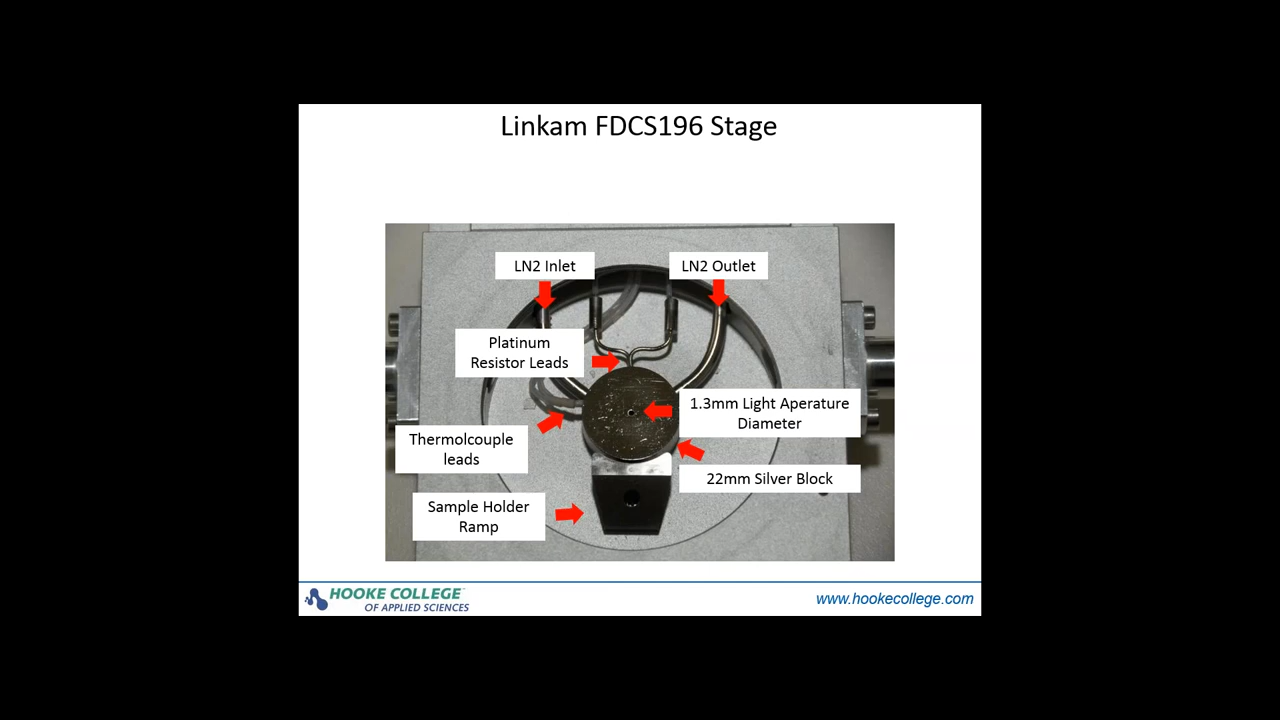 Linkam FDCS196 Stage
LN2 Inlet
LN2 Outlet
Platinum
Resistor Leads
1.3mm Light Aperature
Diameter
Thermolcouple
leads
22mm Silver Block
Sample Holder
Ramp
HOOKE COLLEGE
OF APPLIED SCIENCES
www.hookecollege.com